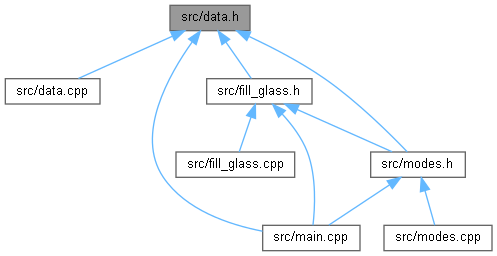 src/data.h
src/data.cpp
src/fill_glass.h
src/fill_glass.cpp
src/modes.h
src/main.cpp
src/modes.cpp